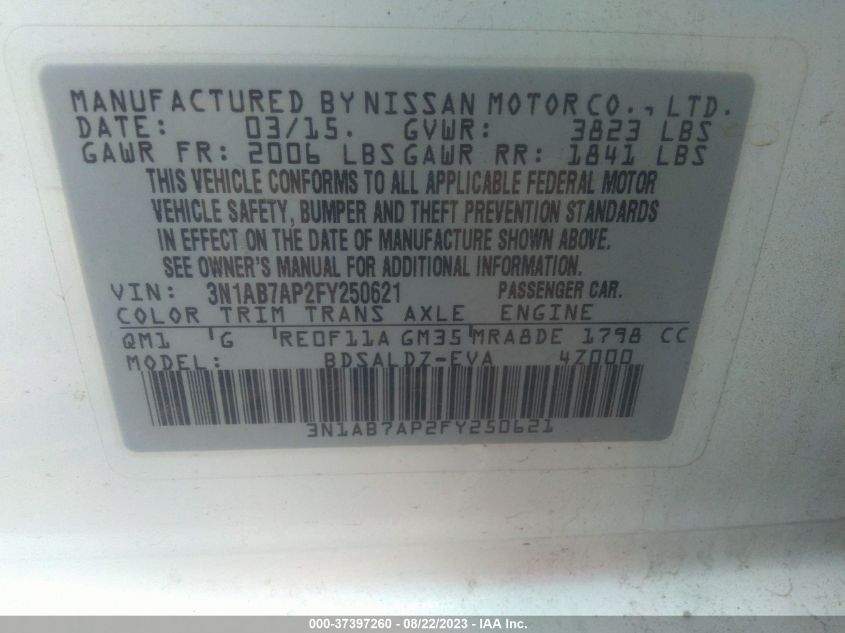 MANUFACTURED BY NISSAN MOTOR CO., LTD.
DATE: 03/15. GVWR: 3823 LBS
GAWR FR: 2006 LBS GAWR RR: 1841 LBS
THIS VEHICLE CONFORMS TO ALL APPLICABLE FEDERAL MOTOR
VEHICLE SAFETY, BUMPER AND THEFT PREVENTION STANDARDS
IN EFFECT ON THE DATE OF MANUFACTURE SHOWN ABOVE.
SEE OWNER'S MANUAL FOR ADDITIONAL INFORMATION.
VIN: 3N1AB7AP2FY250621 PASSENGER CAR.
COLOR TRIM TRANS AXLE ENGINE
QM1 G RE0F11A GM35 MRA8DE 1798 CC
MODEL: BDSALDZ-EVA 4Z000
3N1AB7AP2FY250621
000-37397260 - 08/22/2023 - IAA Inc.